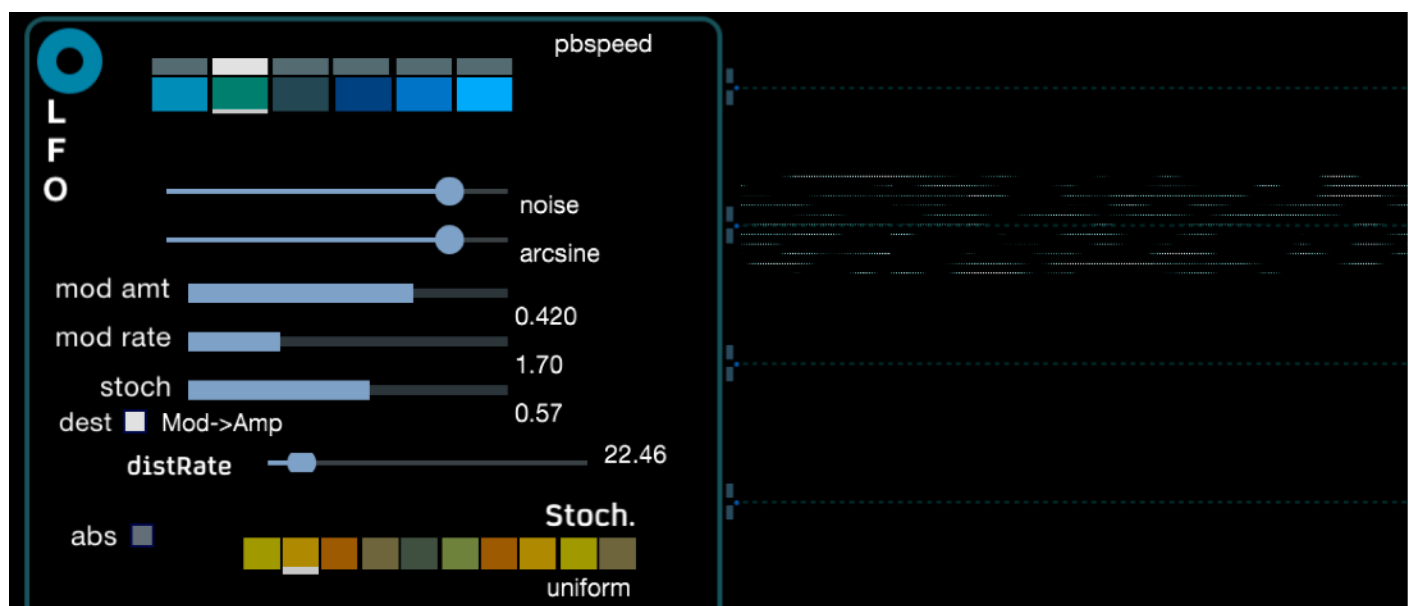 pbspeed
L
F
O
noise
arcsine
mod amt
0.420
mod rate
1.70
stoch
0.57
dest Mod->Amp
distRate 22.46
Stoch.
abs
uniform